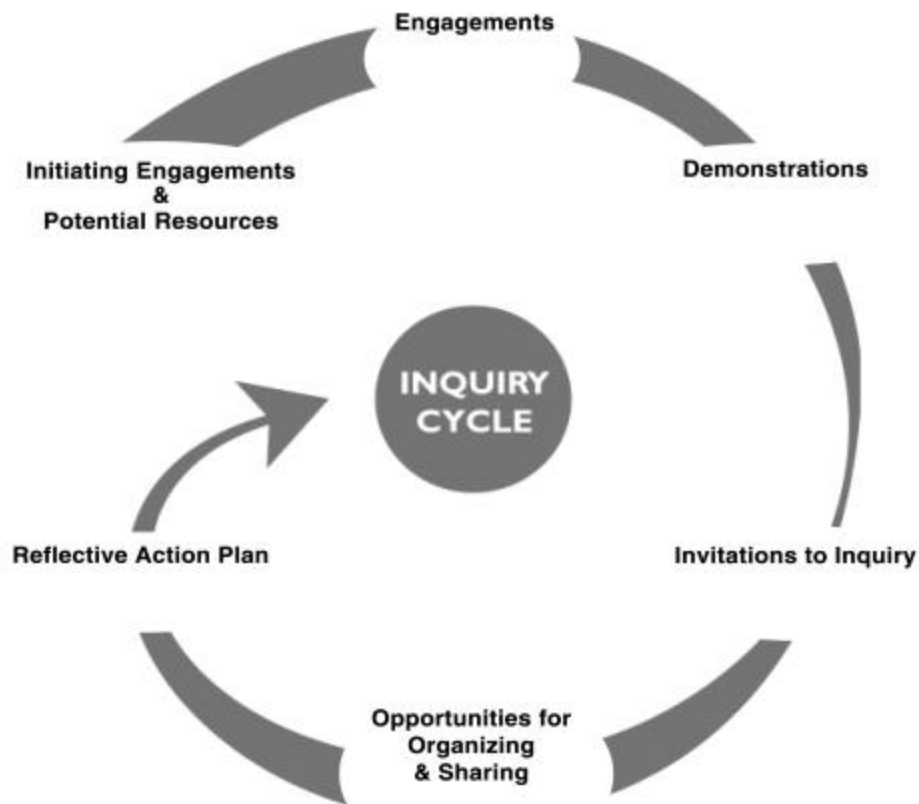 Engagements
Initiating Engagements
&
Potential Resources
Demonstrations
INQUIRY
CYCLE
Reflective Action Plan
Invitations to Inquiry
Opportunities for
Organizing
& Sharing